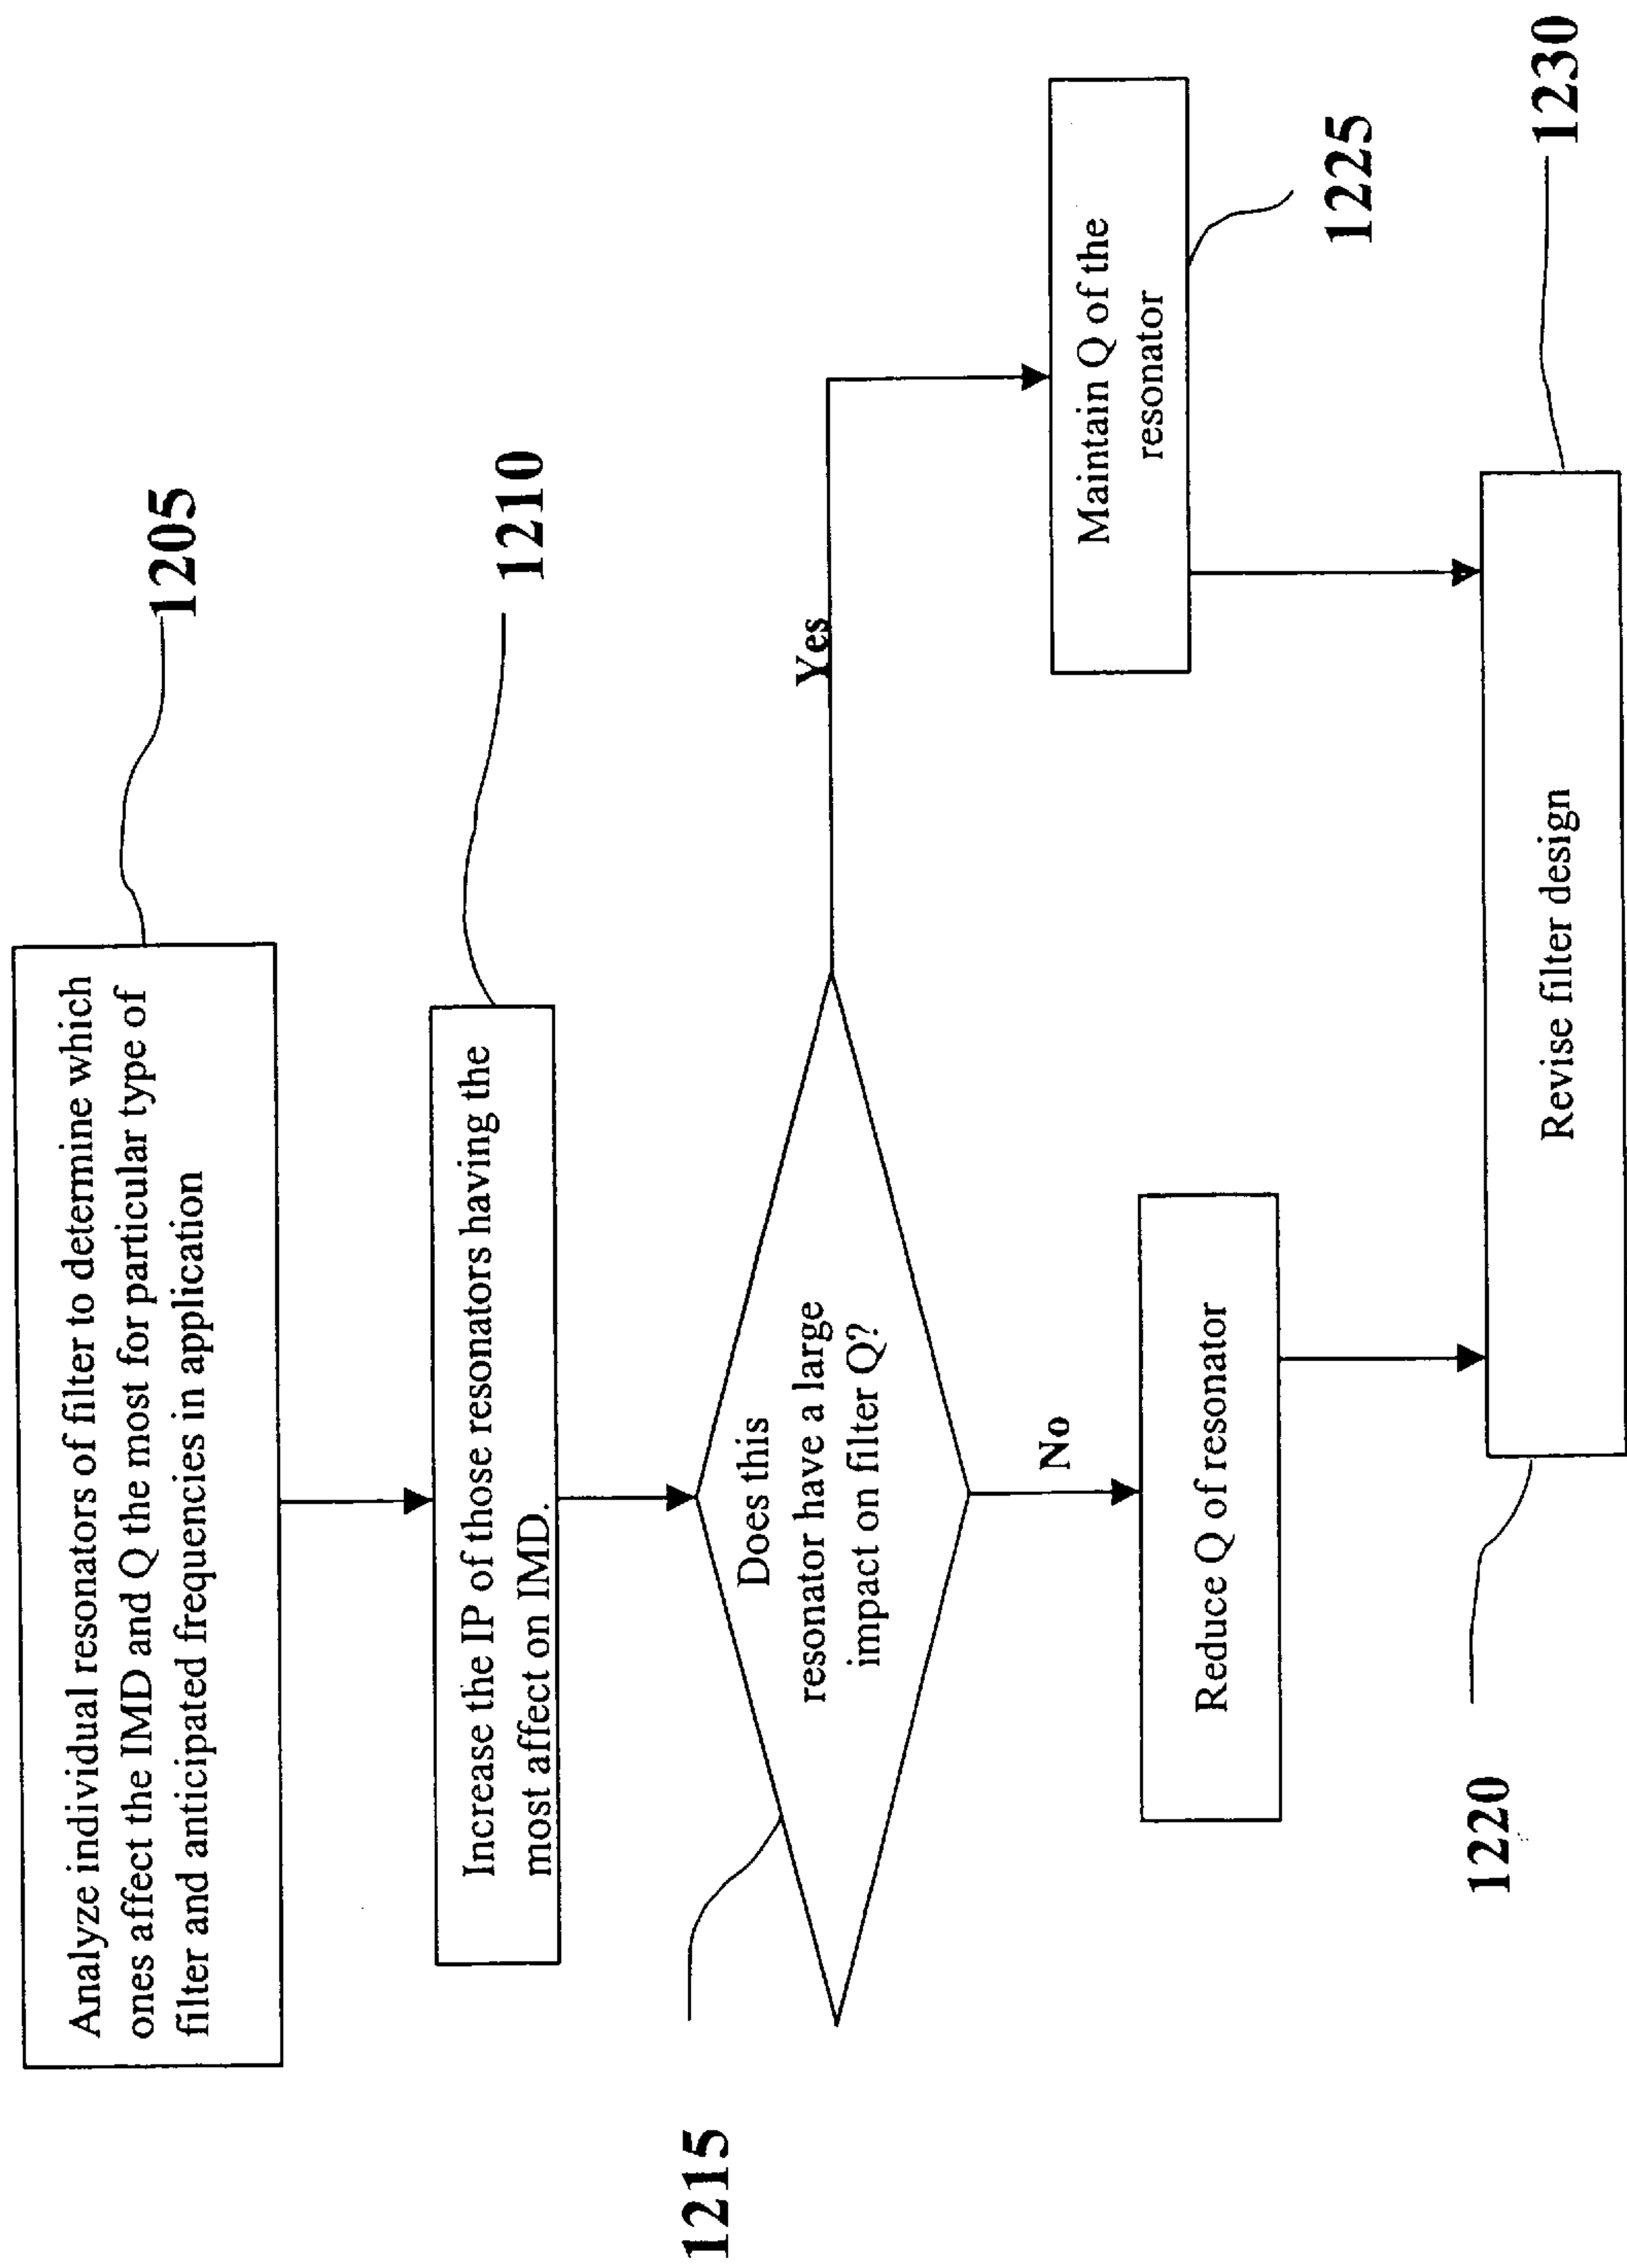 Analyze individual resonators of filter to determine which
ones affect the IMD and Q the most for particular type of
filter and anticipated frequencies in application
1205
Increase the IP of those resonators having the
most affect on IMD.
1210
Does this
resonator have a large
impact on filter Q?
1215
Yes
No
Maintain Q of the
resonator
1225
Reduce Q of resonator
1220
Revise filter design
1230